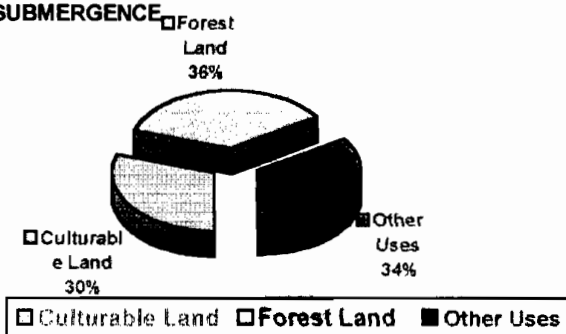 SUBMERGENCE
Forest
Land
36%
Other
Uses
34%
Culturabl
e Land
30%
Culturable Land Forest Land Other Uses